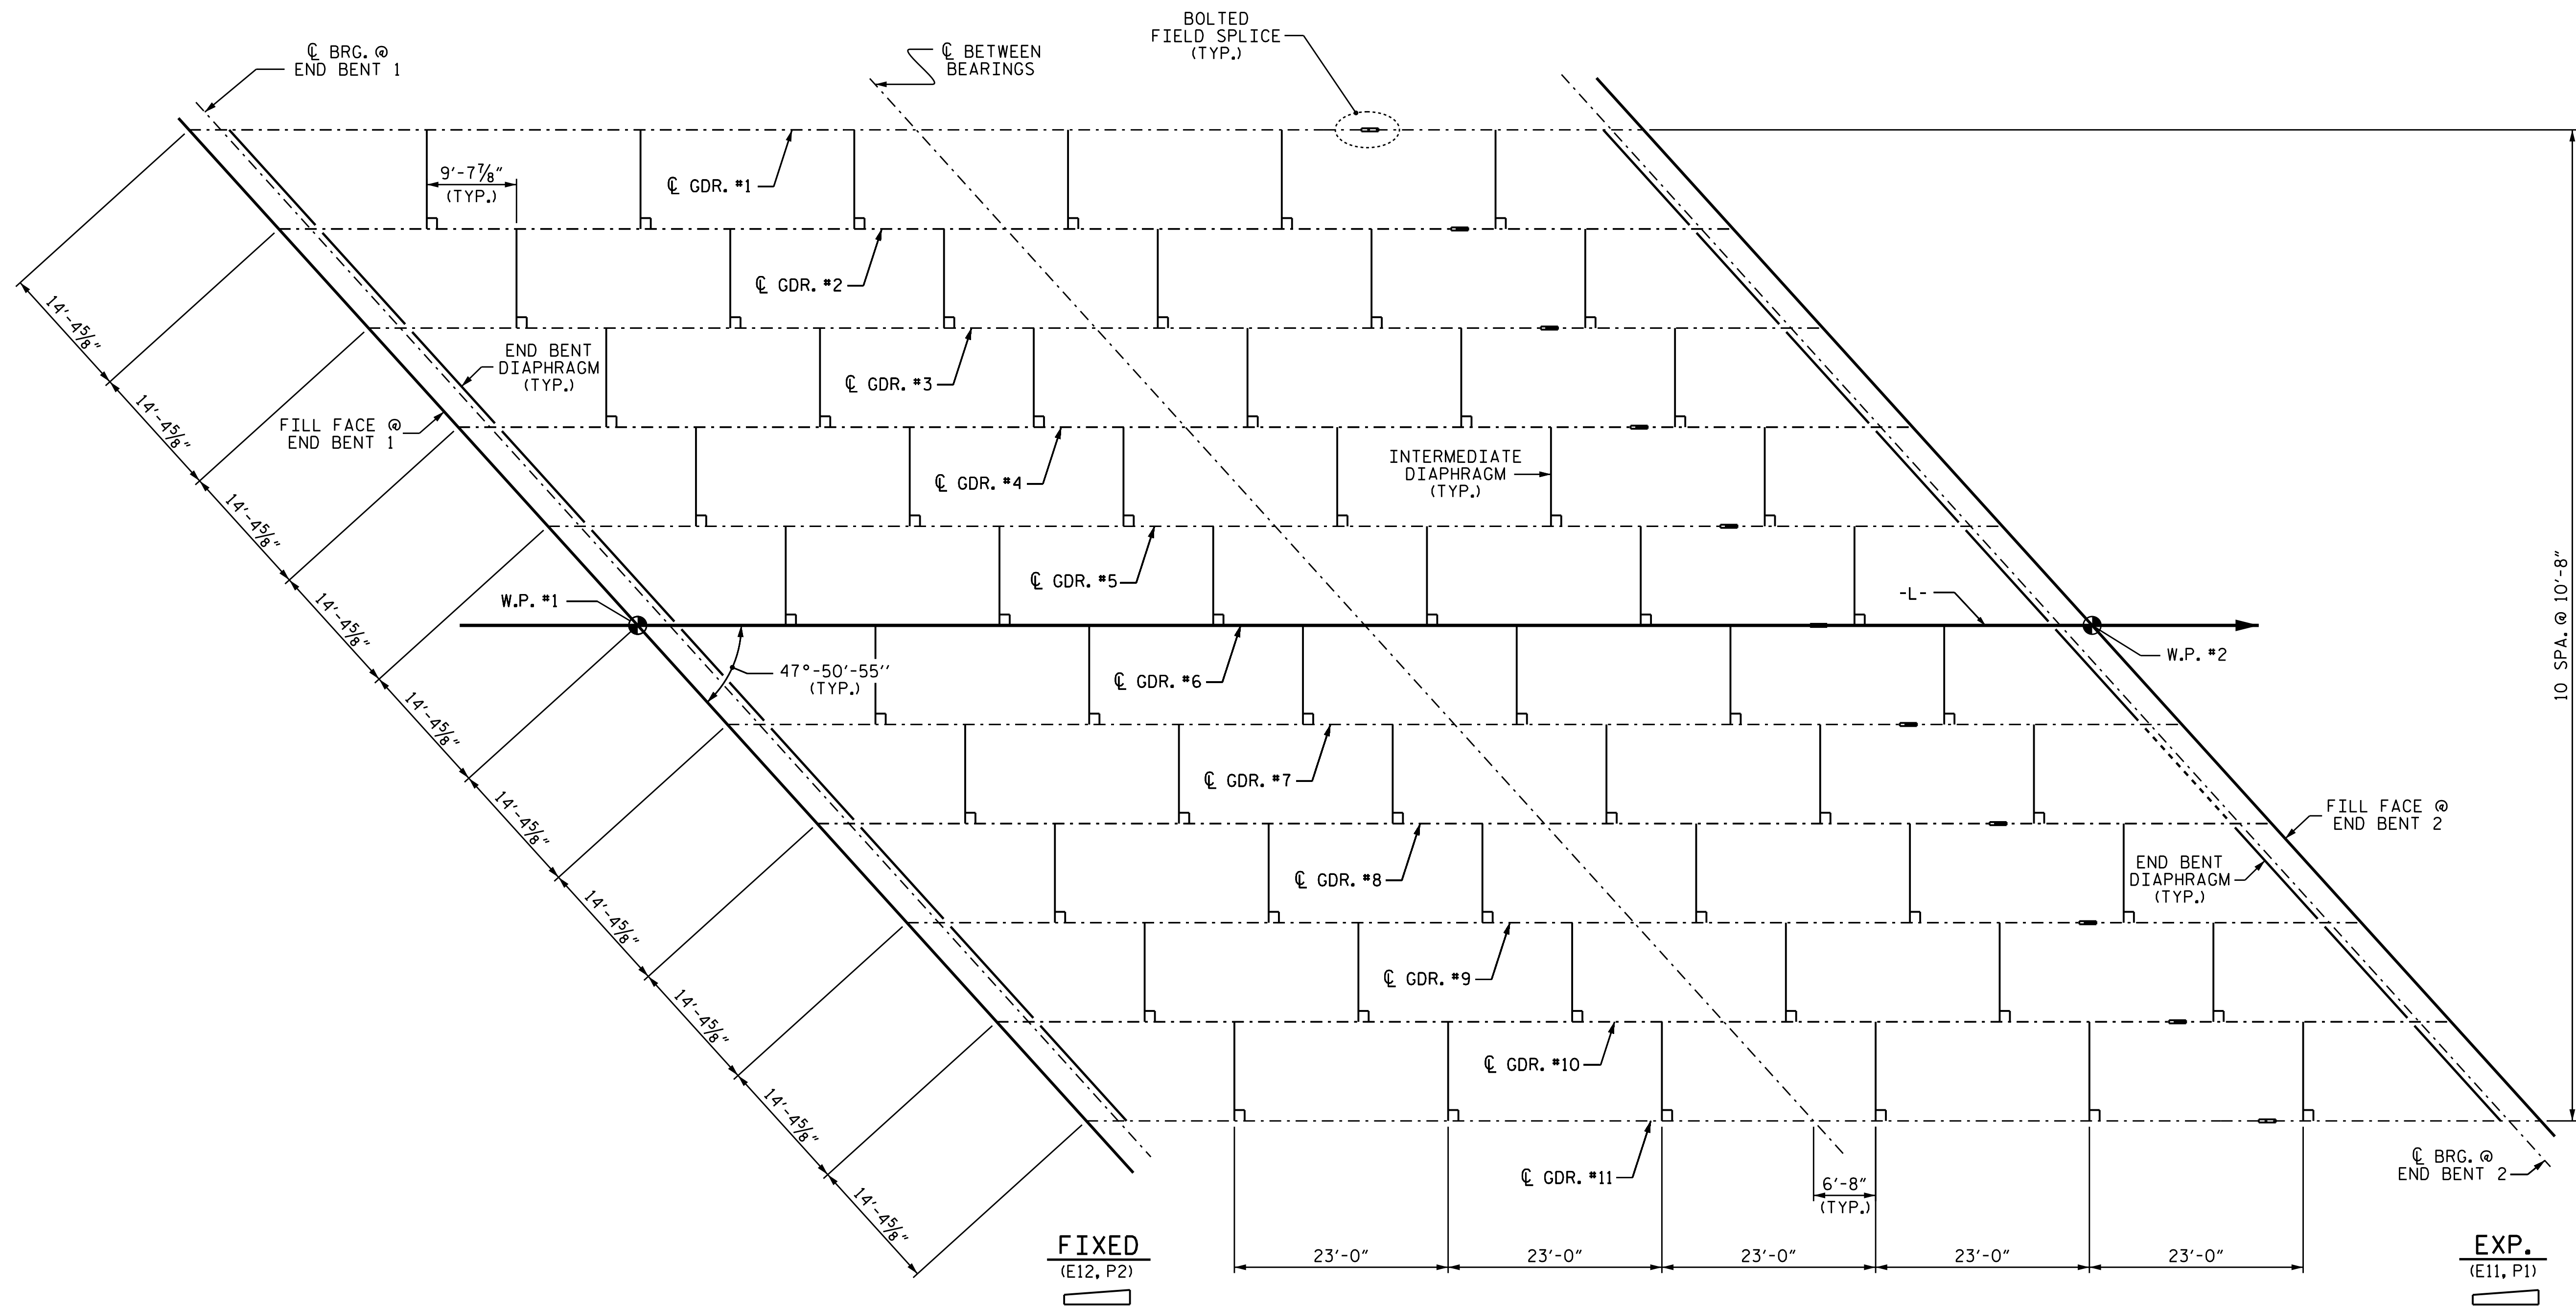 BOLTED
FIELD SPLICE
(TYP.)
℄ BRG. @
END BENT 1
℄ BETWEEN
BEARINGS
9'-7⅞"
(TYP.)
℄ GDR. #1
℄ GDR. #2
14'-4⅝"
END BENT
DIAPHRAGM
(TYP.)
℄ GDR. #3
14'-4⅝"
FILL FACE @
END BENT 1
INTERMEDIATE
DIAPHRAGM
(TYP.)
℄ GDR. #4
14'-4⅝"
℄ GDR. #5
14'-4⅝"
W.P. #1
-L-
10 SPA. @ 10'-8"
47°-50'-55''
(TYP.)
℄ GDR. #6
W.P. #2
14'-4⅝"
℄ GDR. #7
14'-4⅝"
FILL FACE @
END BENT 2
℄ GDR. #8
END BENT
DIAPHRAGM
(TYP.)
14'-4⅝"
℄ GDR. #9
14'-4⅝"
℄ GDR. #10
14'-4⅝"
℄ GDR. #11
℄ BRG. @
END BENT 2
6'-8"
(TYP.)
14'-4⅝"
FIXED
(E12, P2)
23'-0"
23'-0"
23'-0"
23'-0"
23'-0"
EXP.
(E11, P1)